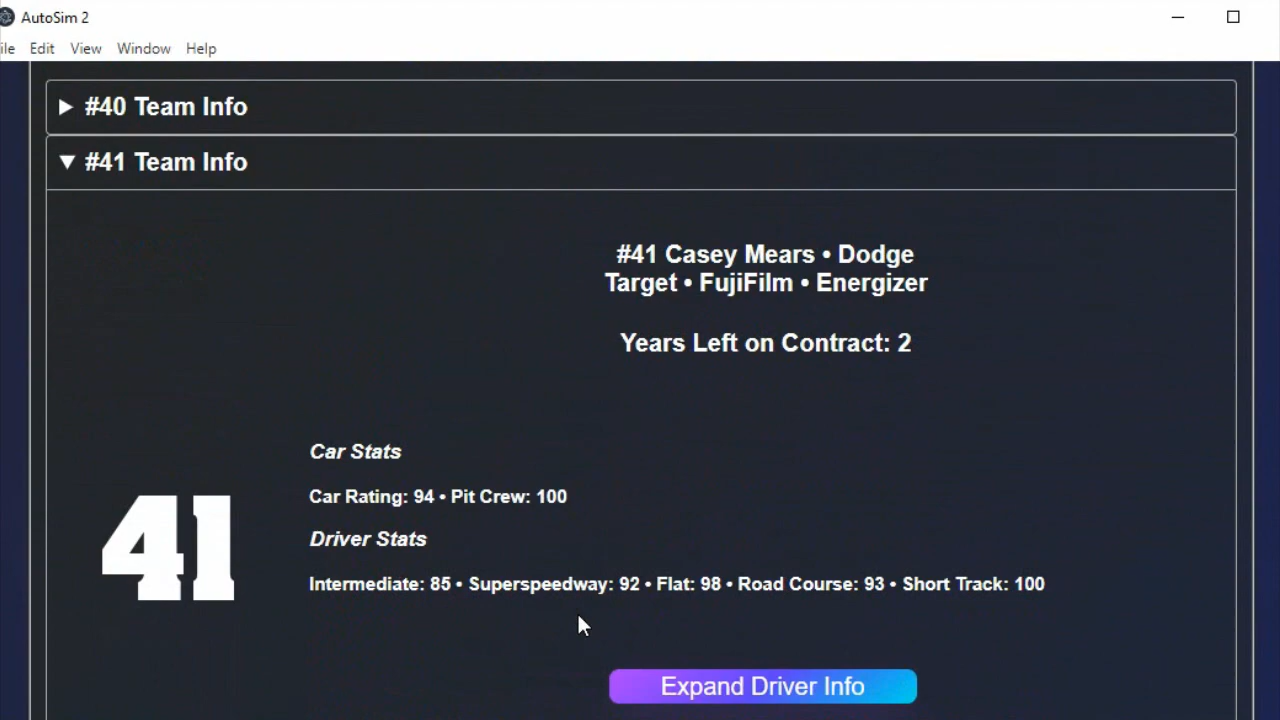 AutoSim 2
ile Edit View Window Help
#40 Team Info
#41 Team Info
#41 Casey Mears • Dodge
Target • FujiFilm • Energizer
Years Left on Contract: 2
Car Stats
Car Rating: 94 • Pit Crew: 100
Driver Stats
41
Intermediate: 85 • Superspeedway: 92 • Flat: 98 • Road Course: 93 • Short Track: 100
Expand Driver Info